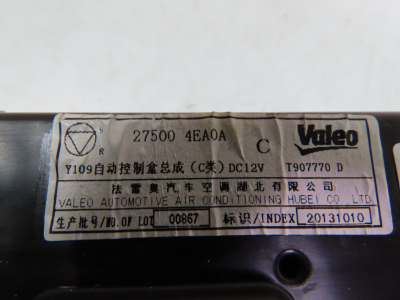 27500 4EA0A C Valeo
Y109自动控制盒总成(C类)DC12V T907770 D
法雷奥汽车空调湖北有限公司
VALEO AUTOMOTIVE AIR CONDITIONING HUBEI CO LTD
生产批号/NO.OF LOT 00867 标识/INDEX 20131010